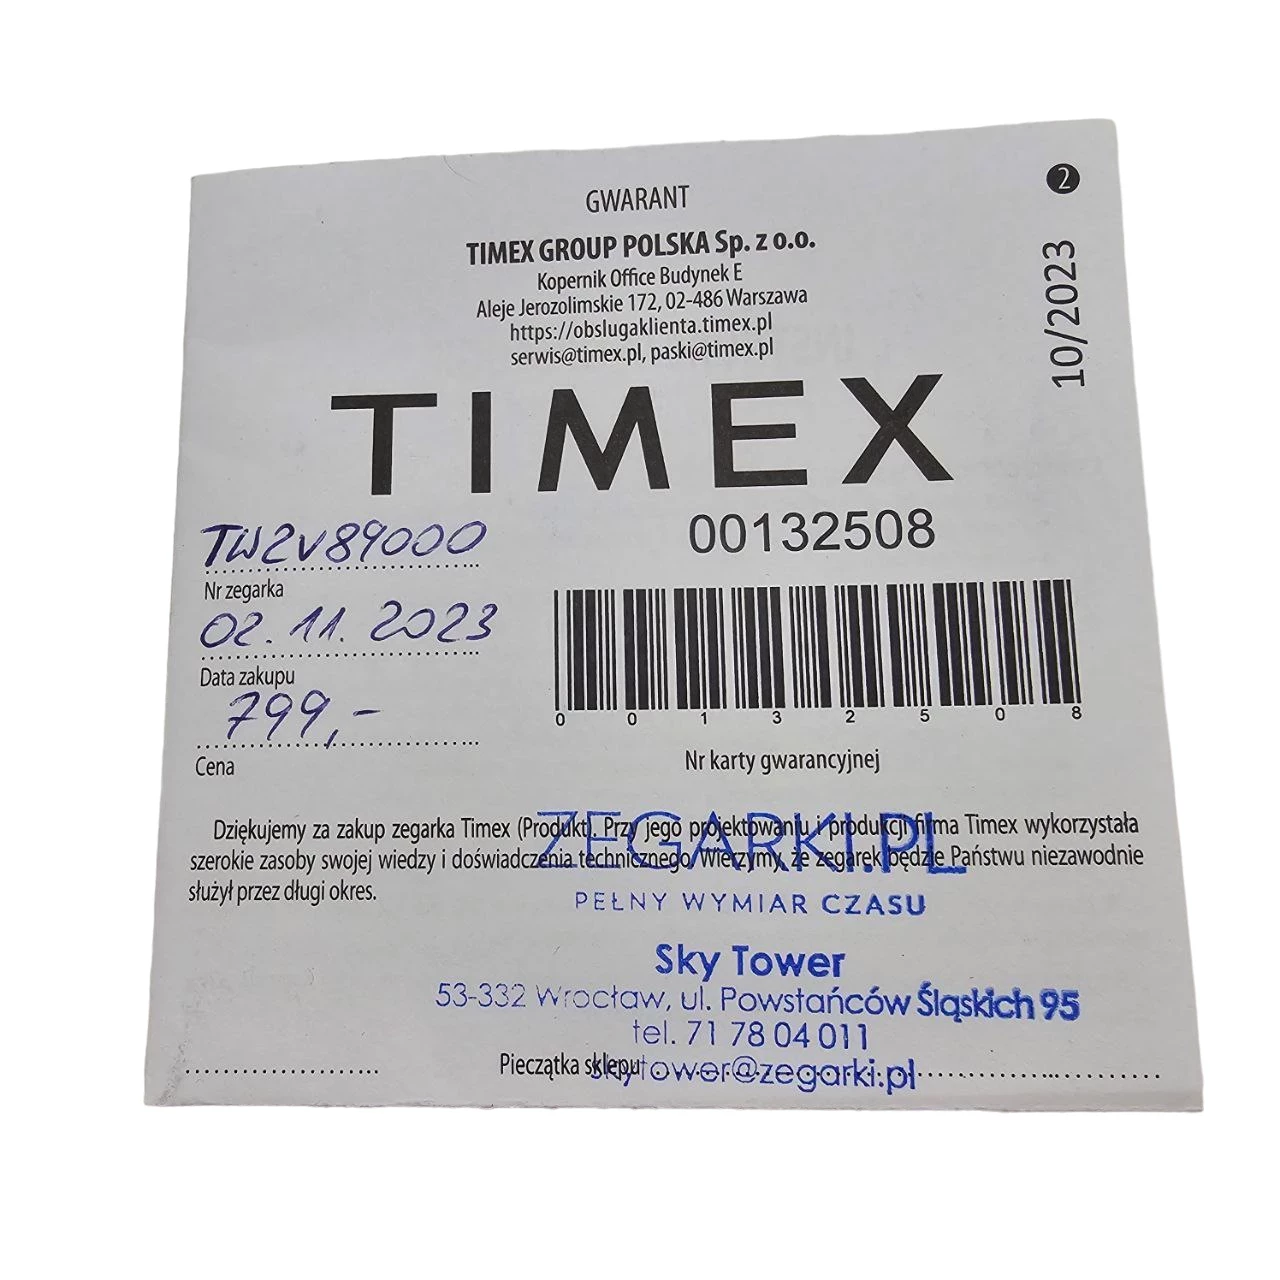 2
GWARANT
TIMEX GROUP POLSKA Sp. z o.o.
Kopernik Office Budynek E
Aleje Jerozolimskie 172, 02-486 Warszawa
https://obslugaklienta.timex.pl
serwis@timex.pl, paski@timex.pl
10/2023
TIMEX
00132508
TW2V89000
Nr zegarka
02.11.2023
Data zakupu
799,-
Cena
0 0 1 3 2 5 0 8
Nr karty gwarancyjnej
Dziękujemy za zakup zegarka Timex (Produkt). Przy jego projektowaniu i produkcji firma Timex wykorzystała
szerokie zasoby swojej wiedzy i doświadczenia technicznego. Wierzymy, że zegarek będzie Państwu niezawodnie
służył przez długi okres.
ZEGARKI.PL
PEŁNY WYMIAR CZASU
Sky Tower
53-332 Wrocław, ul. Powstańców Śląskich 95
tel. 71 78 04 011
skytower@zegarki.pl
Pieczątka sklepu